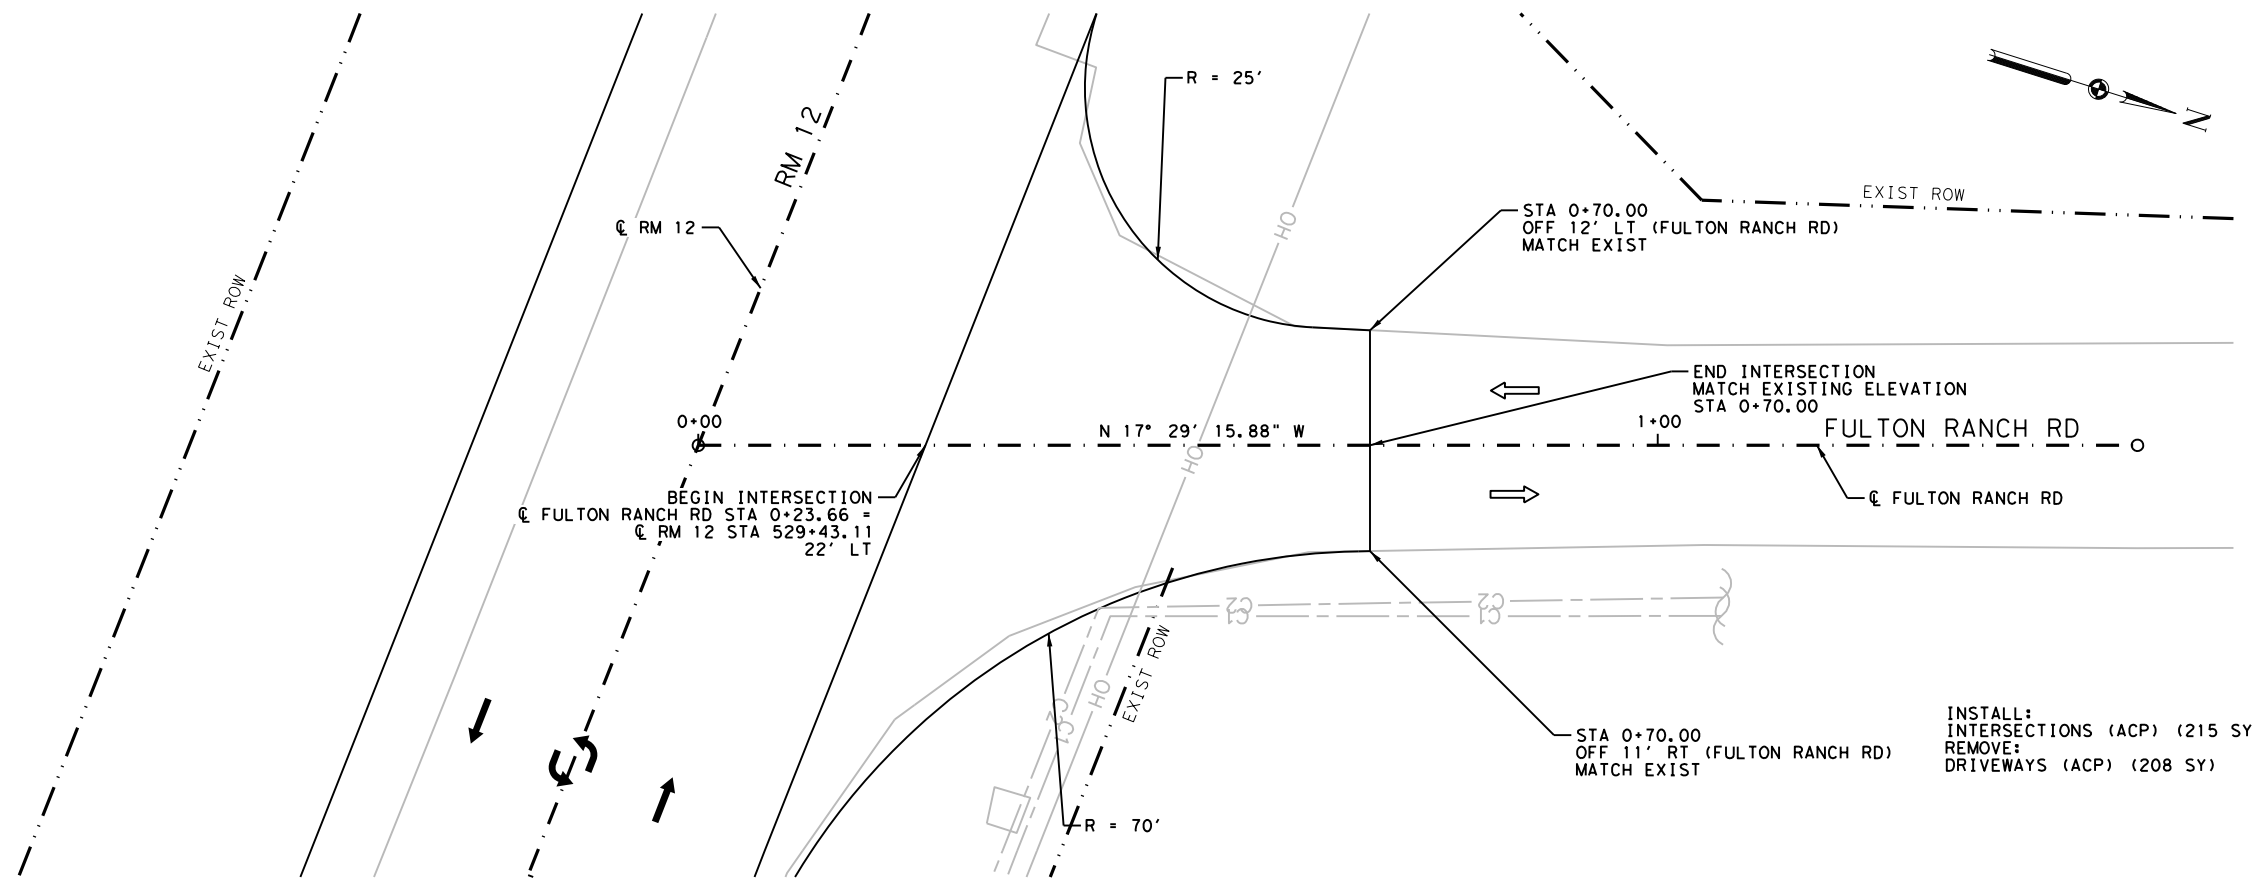 R = 25'
N
RM 12
EXIST ROW
STA 0+70.00
OFF 12' LT (FULTON RANCH RD)
MATCH EXIST
OH
℄ RM 12
EXIST ROW
END INTERSECTION
MATCH EXISTING ELEVATION
STA 0+70.00
0+00
N 17° 29' 15.88" W
1+00
FULTON RANCH RD
OH
BEGIN INTERSECTION
℄ FULTON RANCH RD STA 0+23.66 =
℄ RM 12 STA 529+43.11
22' LT
℄ FULTON RANCH RD
C2
C2
C1
C1
EXIST ROW
OH
C2
C1
INSTALL:
INTERSECTIONS (ACP) (215 SY
REMOVE:
DRIVEWAYS (ACP) (208 SY)
STA 0+70.00
OFF 11' RT (FULTON RANCH RD)
MATCH EXIST
R = 70'